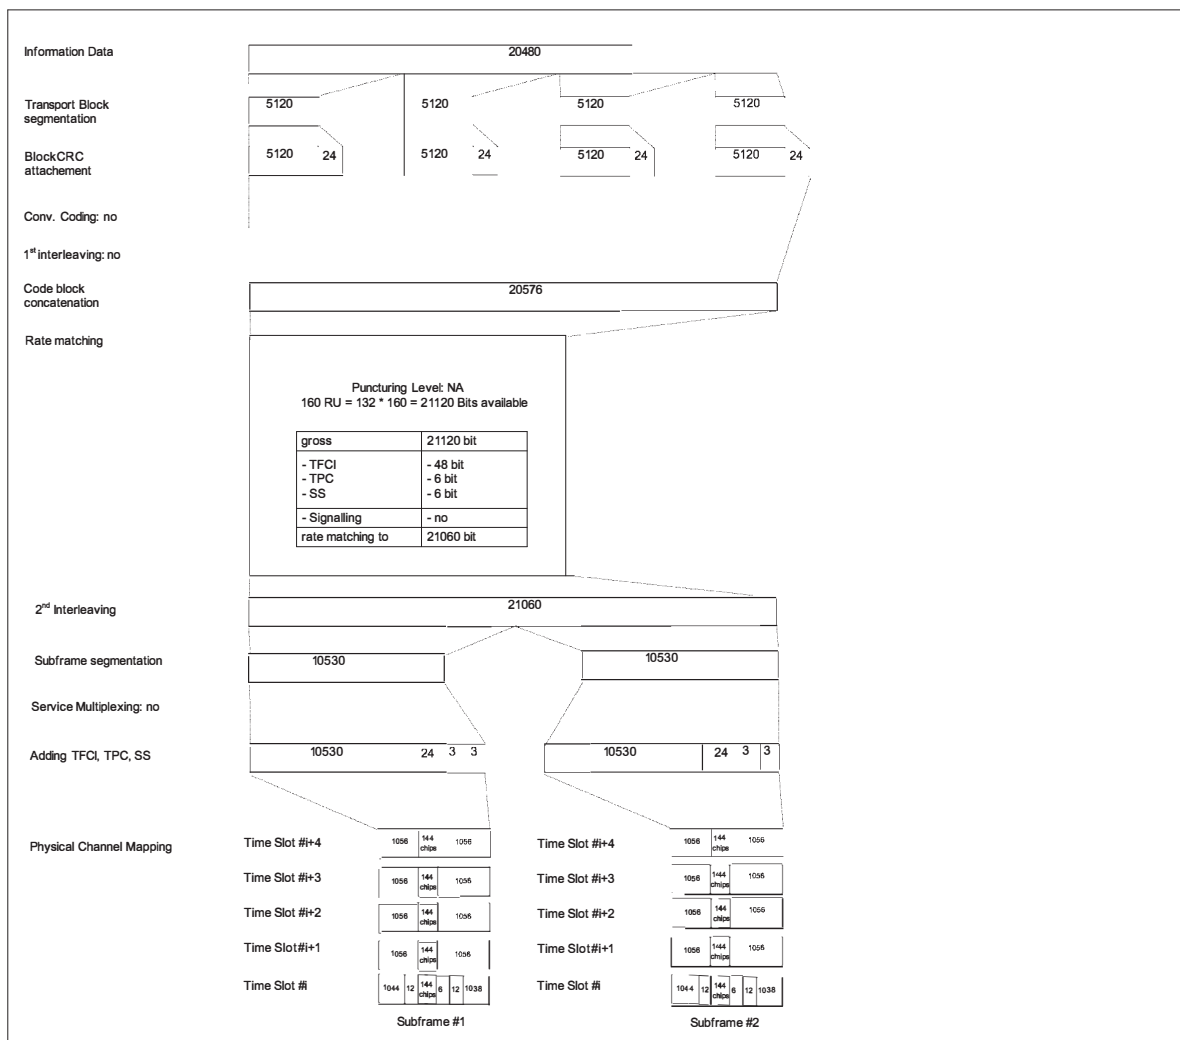 Information Data
20480
Transport Block
segmentation
5120 5120 5120 5120
BlockCRC
attachement
5120 24 5120 24 5120 24 5120 24
Conv. Coding: no
1st interleaving: no
Code block
concatenation
20576
Rate matching
Puncturing Level: NA
160 RU = 132 * 160 = 21120 Bits available
gross 21120 bit
- TFCI - 48 bit
- TPC - 6 bit
- SS - 6 bit
- Signalling - no
rate matching to 21060 bit
2nd Interleaving
21060
Subframe segmentation
10530 10530
Service Multiplexing: no
Adding TFCI, TPC, SS
10530 24 3 3 10530 24 3 3
Physical Channel Mapping
Time Slot #i+4 1056 144 chips 1056 Time Slot #i+4 1056 144 chips 1056
Time Slot #i+3 1056 144 chips 1056 Time Slot #i+3 1056 144 chips 1056
Time Slot #i+2 1056 144 chips 1056 Time Slot #i+2 1056 144 chips 1056
Time Slot#i+1 1056 144 chips 1056 Time Slot#i+1 1056 144 chips 1056
Time Slot #i 1044 12 144 chips 6 12 1038 Time Slot #i 1044 12 144 chips 6 12 1038
Subframe #1 Subframe #2